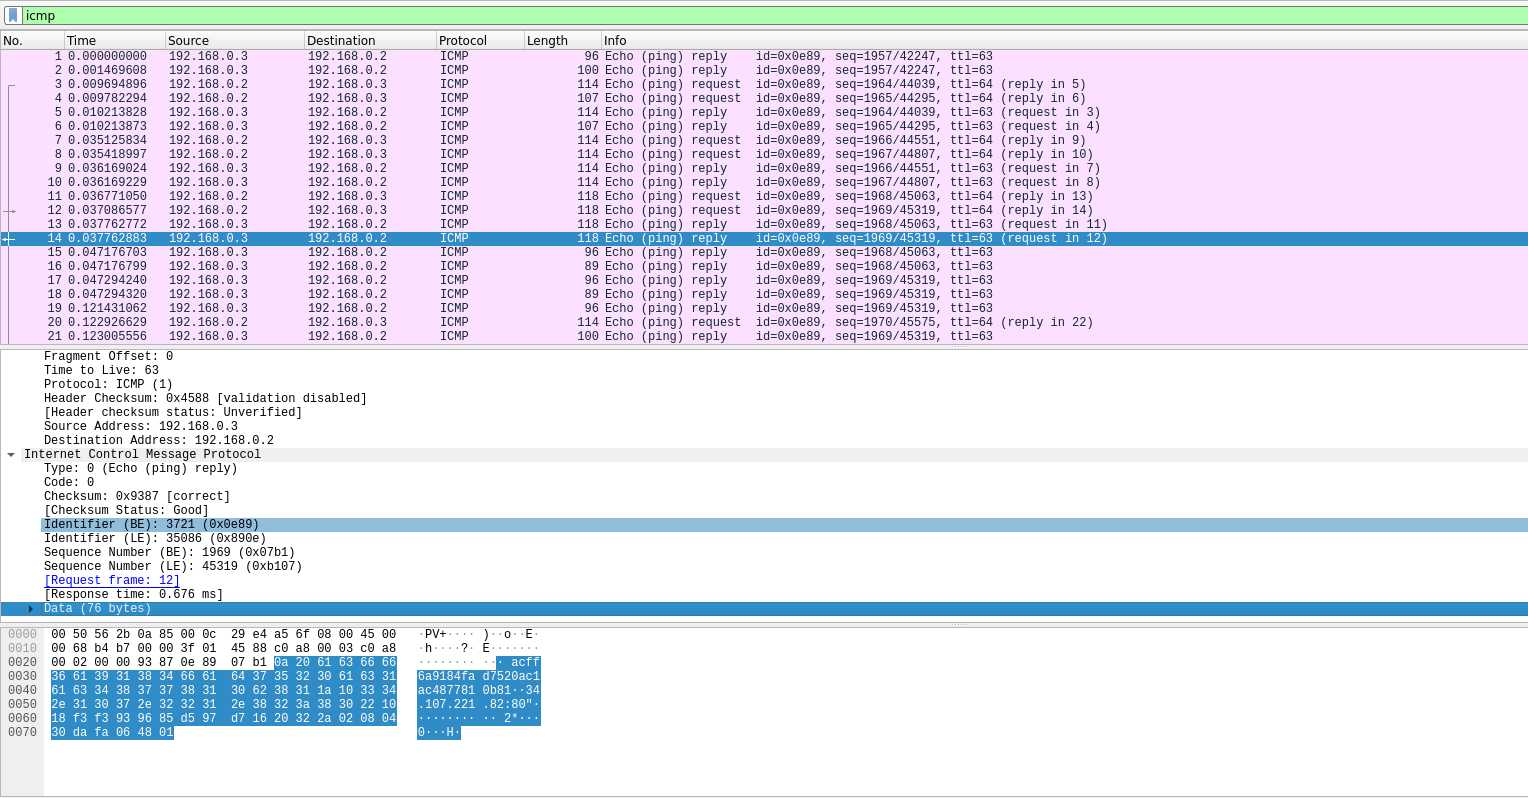 icmp
No. Time Source Destination Protocol Length Info
1 0.000000000 192.168.0.3 192.168.0.2 ICMP 96 Echo (ping) reply id=0x0e89, seq=1957/42247, ttl=63
2 0.001469608 192.168.0.3 192.168.0.2 ICMP 100 Echo (ping) reply id=0x0e89, seq=1957/42247, ttl=63
3 0.009694896 192.168.0.2 192.168.0.3 ICMP 114 Echo (ping) request id=0x0e89, seq=1964/44039, ttl=64 (reply in 5)
4 0.009782294 192.168.0.2 192.168.0.3 ICMP 107 Echo (ping) request id=0x0e89, seq=1965/44295, ttl=64 (reply in 6)
5 0.010213828 192.168.0.3 192.168.0.2 ICMP 114 Echo (ping) reply id=0x0e89, seq=1964/44039, ttl=63 (request in 3)
6 0.010213873 192.168.0.3 192.168.0.2 ICMP 107 Echo (ping) reply id=0x0e89, seq=1965/44295, ttl=63 (request in 4)
7 0.035125834 192.168.0.2 192.168.0.3 ICMP 114 Echo (ping) request id=0x0e89, seq=1966/44551, ttl=64 (reply in 9)
8 0.035418997 192.168.0.2 192.168.0.3 ICMP 114 Echo (ping) request id=0x0e89, seq=1967/44807, ttl=64 (reply in 10)
9 0.036169024 192.168.0.3 192.168.0.2 ICMP 114 Echo (ping) reply id=0x0e89, seq=1966/44551, ttl=63 (request in 7)
10 0.036169229 192.168.0.3 192.168.0.2 ICMP 114 Echo (ping) reply id=0x0e89, seq=1967/44807, ttl=63 (request in 8)
11 0.036771050 192.168.0.2 192.168.0.3 ICMP 118 Echo (ping) request id=0x0e89, seq=1968/45063, ttl=64 (reply in 13)
12 0.037086577 192.168.0.2 192.168.0.3 ICMP 118 Echo (ping) request id=0x0e89, seq=1969/45319, ttl=64 (reply in 14)
13 0.037762772 192.168.0.3 192.168.0.2 ICMP 118 Echo (ping) reply id=0x0e89, seq=1968/45063, ttl=63 (request in 11)
14 0.037762883 192.168.0.3 192.168.0.2 ICMP 118 Echo (ping) reply id=0x0e89, seq=1969/45319, ttl=63 (request in 12)
15 0.047176703 192.168.0.3 192.168.0.2 ICMP 96 Echo (ping) reply id=0x0e89, seq=1968/45063, ttl=63
16 0.047176799 192.168.0.3 192.168.0.2 ICMP 89 Echo (ping) reply id=0x0e89, seq=1968/45063, ttl=63
17 0.047294240 192.168.0.3 192.168.0.2 ICMP 96 Echo (ping) reply id=0x0e89, seq=1969/45319, ttl=63
18 0.047294320 192.168.0.3 192.168.0.2 ICMP 89 Echo (ping) reply id=0x0e89, seq=1969/45319, ttl=63
19 0.121431062 192.168.0.3 192.168.0.2 ICMP 96 Echo (ping) reply id=0x0e89, seq=1969/45319, ttl=63
20 0.122926629 192.168.0.2 192.168.0.3 ICMP 114 Echo (ping) request id=0x0e89, seq=1970/45575, ttl=64 (reply in 22)
21 0.123005556 192.168.0.3 192.168.0.2 ICMP 100 Echo (ping) reply id=0x0e89, seq=1969/45319, ttl=63
Fragment Offset: 0
Time to Live: 63
Protocol: ICMP (1)
Header Checksum: 0x4588 [validation disabled]
[Header checksum status: Unverified]
Source Address: 192.168.0.3
Destination Address: 192.168.0.2
Internet Control Message Protocol
Type: 0 (Echo (ping) reply)
Code: 0
Checksum: 0x9387 [correct]
[Checksum Status: Good]
Identifier (BE): 3721 (0x0e89)
Identifier (LE): 35086 (0x890e)
Sequence Number (BE): 1969 (0x07b1)
Sequence Number (LE): 45319 (0xb107)
[Request frame: 12]
[Response time: 0.676 ms]
Data (76 bytes)
0000 00 50 56 2b 0a 85 00 0c 29 e4 a5 6f 08 00 45 00 ·PV+···· )··o··E·
0010 00 68 b4 b7 00 00 3f 01 45 88 c0 a8 00 03 c0 a8 ·h····?· E·······
0020 00 02 00 00 93 87 0e 89 07 b1 0a 20 61 63 66 66 ········ ··· acff
0030 36 61 39 31 38 34 66 61 64 37 35 32 30 61 63 31 6a9184fa d7520ac1
0040 61 63 34 38 37 37 38 31 30 62 38 31 1a 10 33 34 ac487781 0b81··34
0050 2e 31 30 37 2e 32 32 31 2e 38 32 3a 38 30 22 10 .107.221 .82:80"·
0060 18 f3 f3 93 96 85 d5 97 d7 16 20 32 2a 02 08 04 ········ ·· 2*···
0070 30 da fa 06 48 01 0···H·